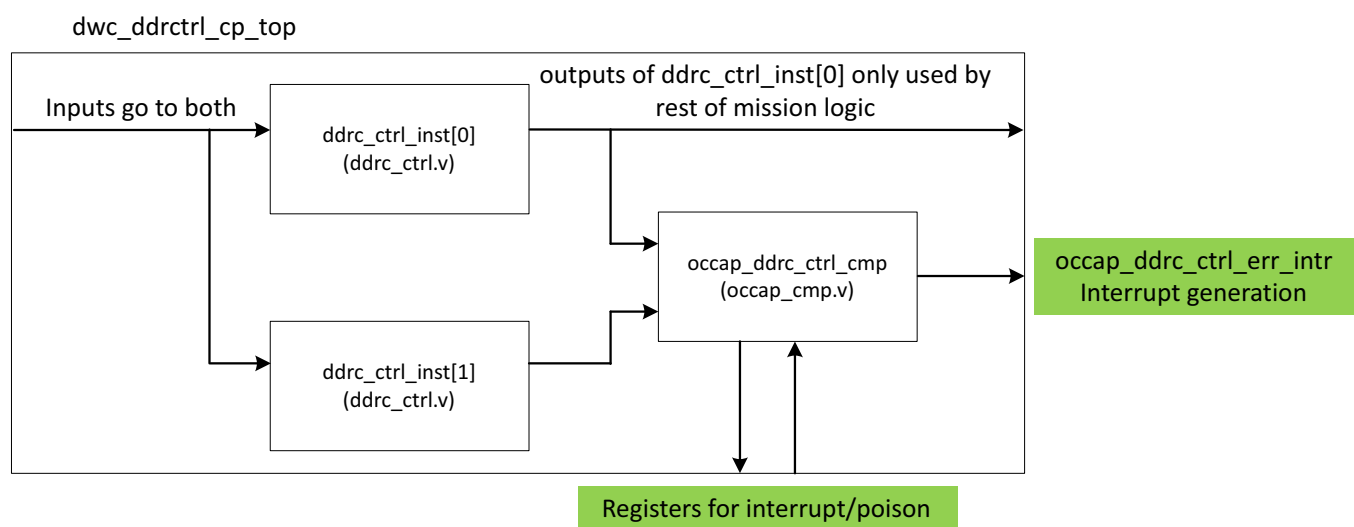 dwc_ddrctrl_cp_top
outputs of ddrc_ctrl_inst[0] only used by
rest of mission logic
Inputs go to both
ddrc_ctrl_inst[0]
(ddrc_ctrl.v)
occap_ddrc_ctrl_cmp
(occap_cmp.v)
occap_ddrc_ctrl_err_intr
Interrupt generation
ddrc_ctrl_inst[1]
(ddrc_ctrl.v)
Registers for interrupt/poison